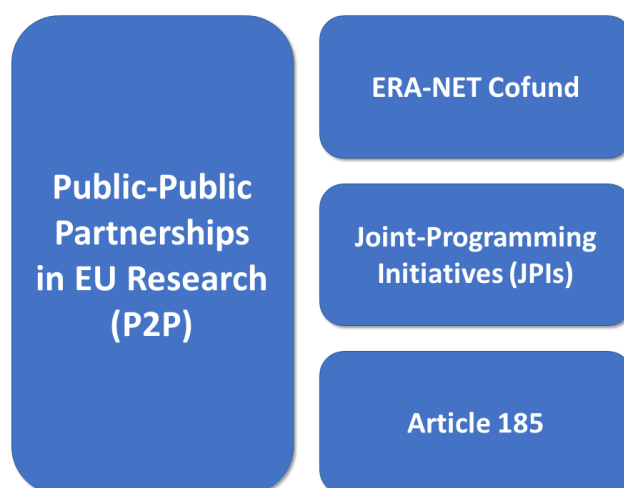 Public-Public
Partnerships
in EU Research
(P2P)
ERA-NET Cofund
Joint-Programming
Initiatives (JPIs)
Article 185